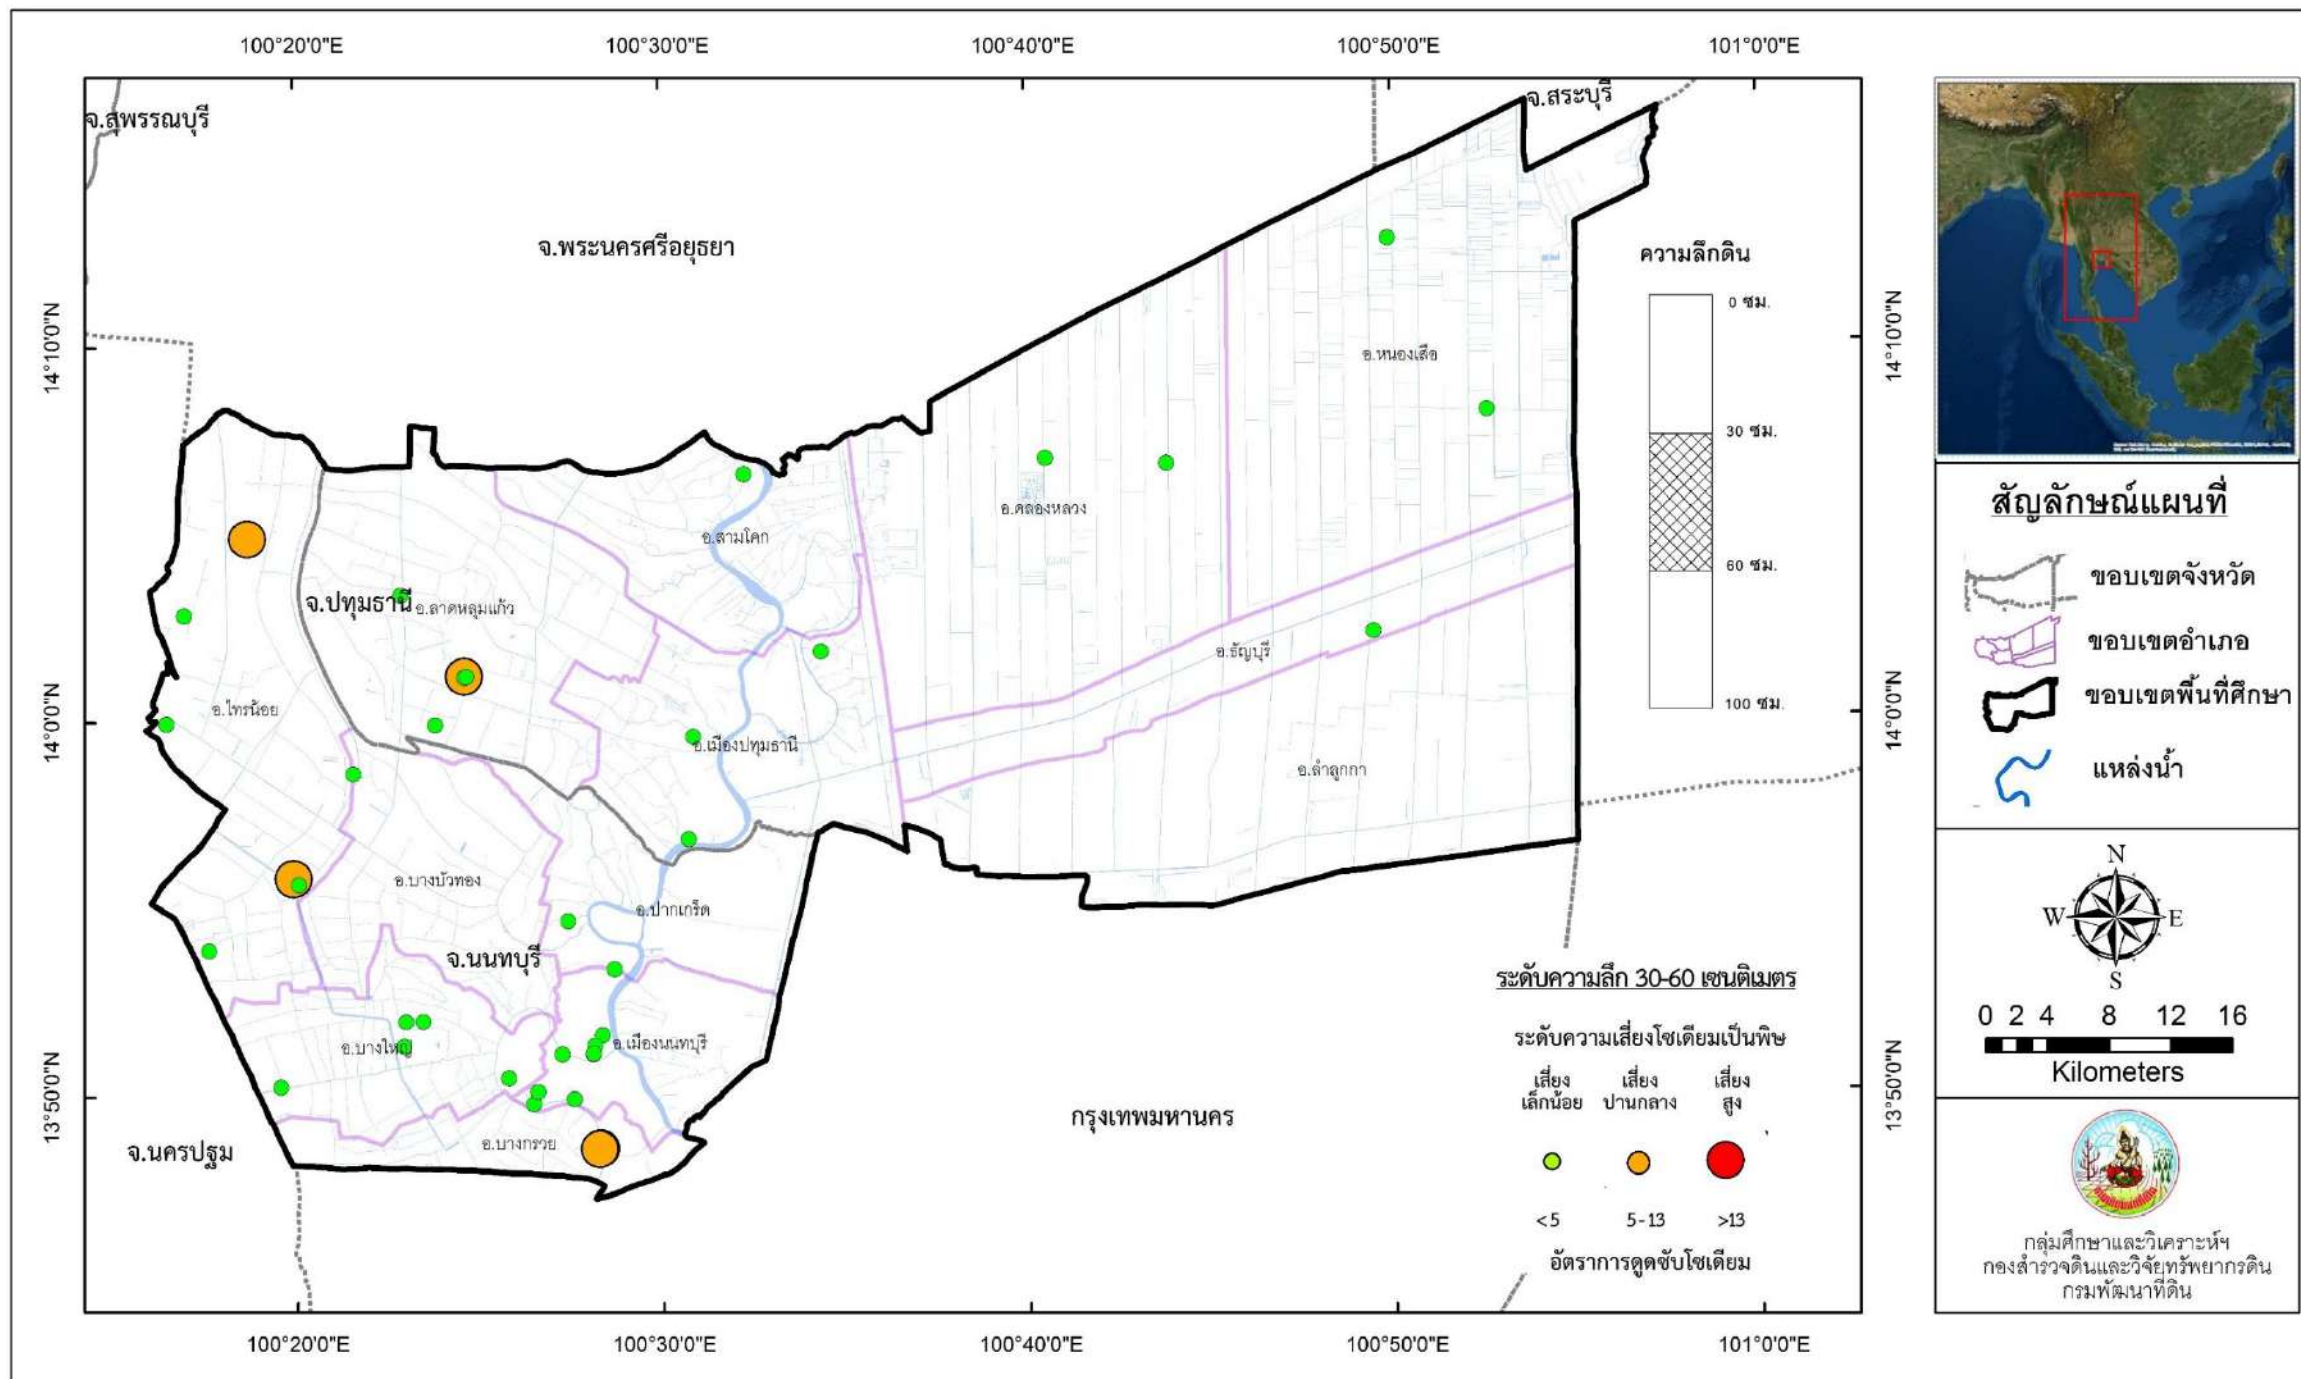 100°20'0"E
100°30'0"E
100°40'0"E
100°50'0"E
101°0'0"E
จ.สุพรรณบุรี
จ.สระบุรี
จ.พระนครศรีอยุธยา
ความลึกดิน
0 ซม.
30 ซม.
60 ซม.
100 ซม.
14°10'0"N
14°10'0"N
อ.หนองเสือ
อ.คลองหลวง
อ.สามโคก
จ.ปทุมธานี
อ.ลาดหลุมแก้ว
อ.ธัญบุรี
อ.ไทรน้อย
14°0'0"N
14°0'0"N
อ.เมืองปทุมธานี
อ.ลำลูกกา
อ.บางบัวทอง
อ.ปากเกร็ด
จ.นนทบุรี
อ.บางใหญ่
อ.เมืองนนทบุรี
13°50'0"N
13°50'0"N
จ.นครปฐม
อ.บางกรวย
กรุงเทพมหานคร
ระดับความลึก 30-60 เซนติเมตร
ระดับความเสี่ยงโซเดียมเป็นพิษ
เสี่ยง เสี่ยง เสี่ยง
เล็กน้อย ปานกลาง สูง
<5 5-13 >13
อัตราการดูดซับโซเดียม
100°20'0"E
100°30'0"E
100°40'0"E
100°50'0"E
101°0'0"E
สัญลักษณ์แผนที่
ขอบเขตจังหวัด
ขอบเขตอำเภอ
ขอบเขตพื้นที่ศึกษา
แหล่งน้ำ
N
W E
S
0 2 4 8 12 16
Kilometers
กลุ่มศึกษาและวิเคราะห์ฯ
กองสำรวจดินและวิจัยทรัพยากรดิน
กรมพัฒนาที่ดิน